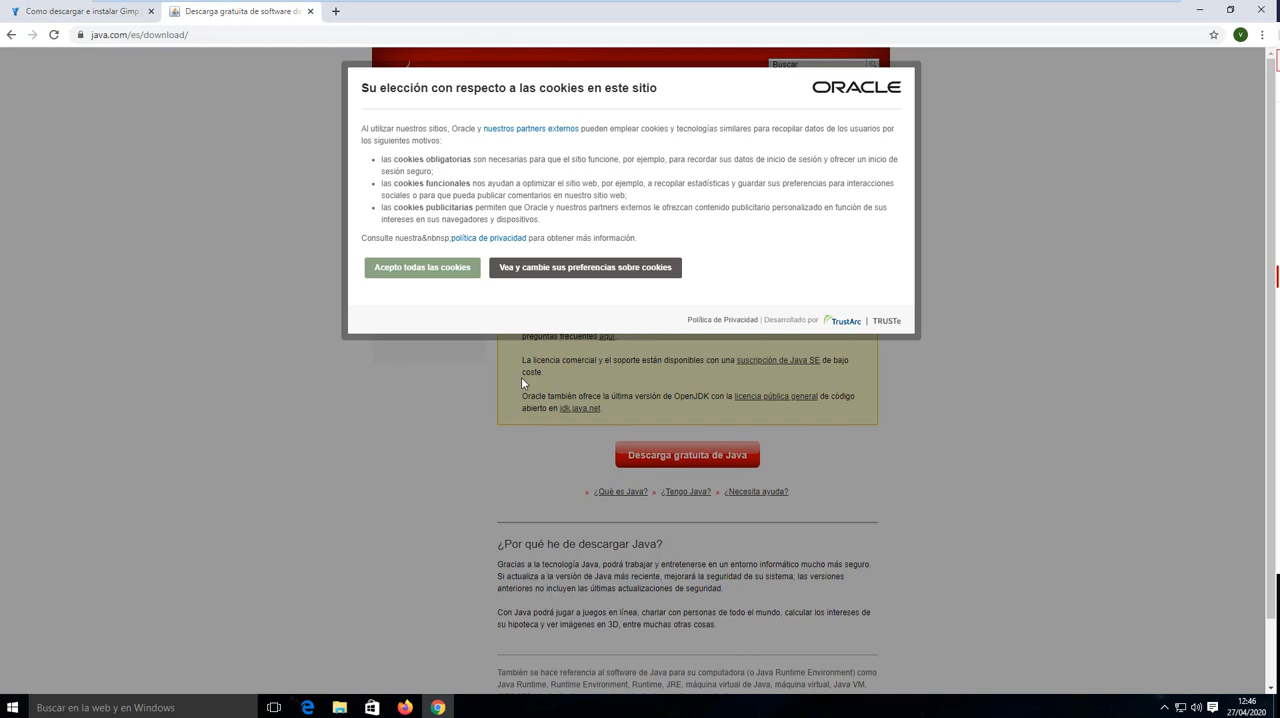 Como descargar e instalar Gimp
Descarga gratuita de software de
java.com/es/download/
V
Buscar
Su elección con respecto a las cookies en este sitio
ORACLE
Al utilizar nuestros sitios, Oracle y nuestros partners externos pueden emplear cookies y tecnologías similares para recopilar datos de los usuarios por
los siguientes motivos:
las cookies obligatorias son necesarias para que el sitio funcione, por ejemplo, para recordar sus datos de inicio de sesión y ofrecer un inicio de
sesión seguro;
las cookies funcionales nos ayudan a optimizar el sitio web, por ejemplo, a recopilar estadísticas y guardar sus preferencias para interacciones
sociales o para que pueda publicar comentarios en nuestro sitio web;
las cookies publicitarias permiten que Oracle y nuestros partners externos le ofrezcan contenido publicitario personalizado en función de sus
intereses en sus navegadores y dispositivos.
Consulte nuestra&nbsp;política de privacidad para obtener más información.
Acepto todas las cookies
Vea y cambie sus preferencias sobre cookies
Política de Privacidad | Desarrollado por TrustArc | TRUSTe
preguntas frecuentes aquí.
La licencia comercial y el soporte están disponibles con una suscripción de Java SE de bajo
coste.
Oracle también ofrece la última versión de OpenJDK con la licencia pública general de código
abierto en jdk.java.net.
Descarga gratuita de Java
» ¿Qué es Java? » ¿Tengo Java? » ¿Necesita ayuda?
¿Por qué he de descargar Java?
Gracias a la tecnología Java, podrá trabajar y entretenerse en un entorno informático mucho más seguro.
Si actualiza a la versión de Java más reciente, mejorará la seguridad de su sistema; las versiones
anteriores no incluyen las últimas actualizaciones de seguridad.
Con Java podrá jugar a juegos en línea, charlar con personas de todo el mundo, calcular los intereses de
su hipoteca y ver imágenes en 3D, entre muchas otras cosas.
También se hace referencia al software de Java para su computadora (o Java Runtime Environment) como
Java Runtime, Runtime Environment, Runtime, JRE, máquina virtual de Java, máquina virtual, Java VM,
Buscar en la web y en Windows
12:46
27/04/2020